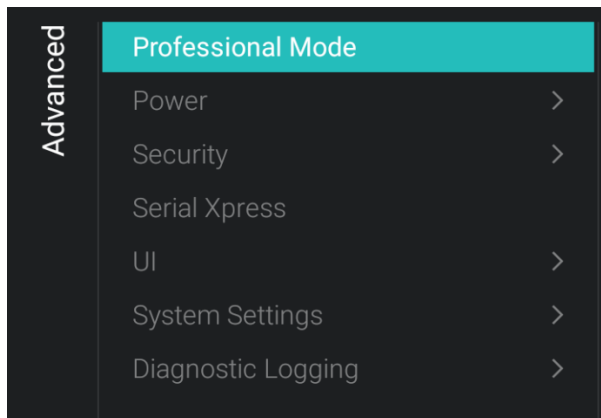 Advanced
Professional Mode
Power
Security
Serial Xpress
UI
System Settings
Diagnostic Logging